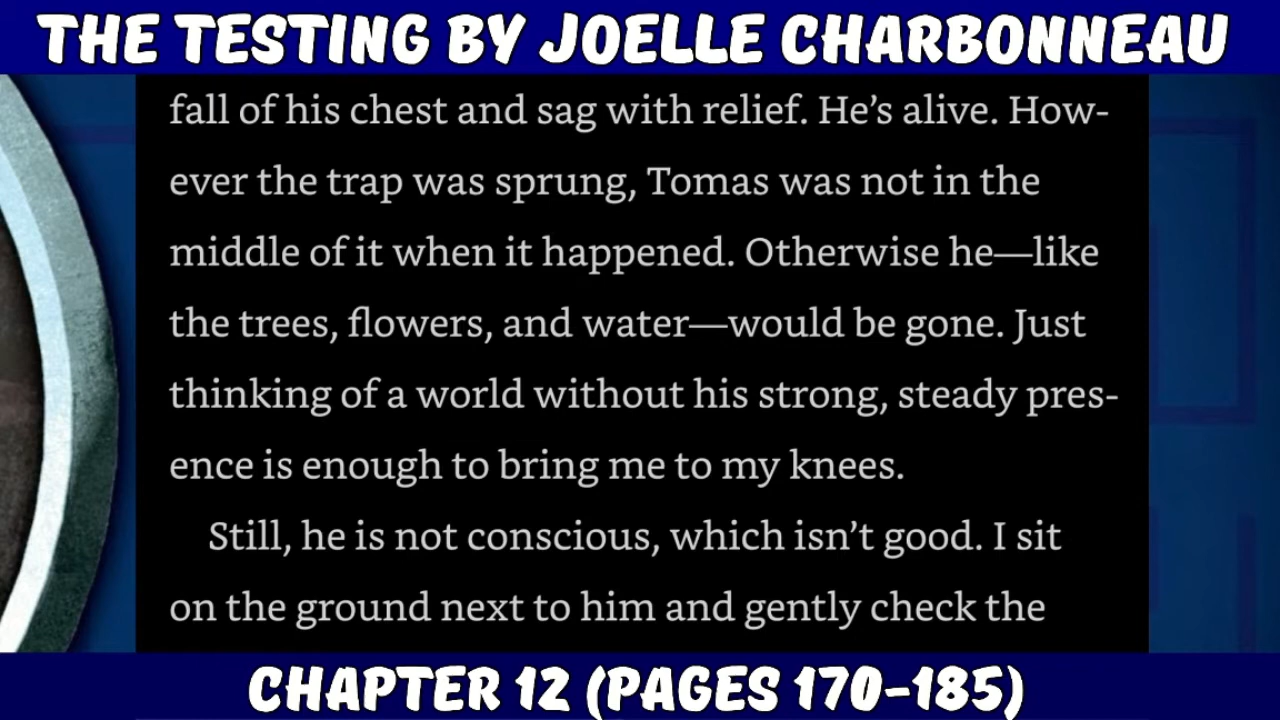 THE TESTING BY JOELLE CHARBONNEAU
fall of his chest and sag with relief. He’s alive. How-
ever the trap was sprung, Tomas was not in the
middle of it when it happened. Otherwise he—like
the trees, flowers, and water—would be gone. Just
thinking of a world without his strong, steady pres-
ence is enough to bring me to my knees.
Still, he is not conscious, which isn’t good. I sit
on the ground next to him and gently check the
CHAPTER 12 (PAGES 170-185)